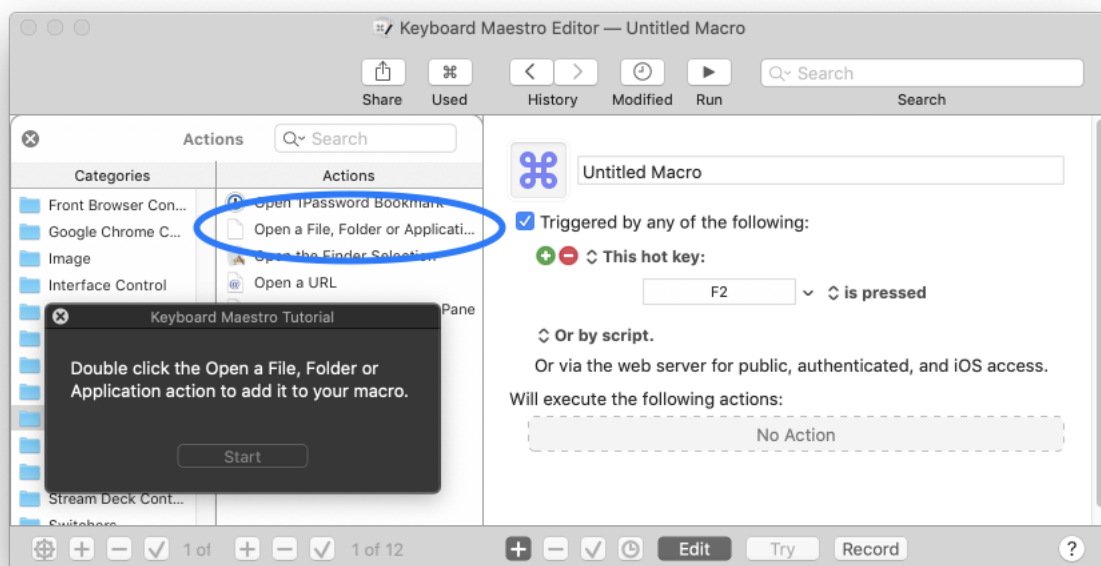 Keyboard Maestro Editor — Untitled Macro
Share Used History Modified Run Search
Search
Actions Search
Categories Actions
Front Browser Con... Open 1Password Bookmark
Google Chrome C... Open a File, Folder or Applicati...
Image Open the Finder Selection
Interface Control Open a URL
Pane
Stream Deck Cont...
Switchers
Keyboard Maestro Tutorial
Double click the Open a File, Folder or
Application action to add it to your macro.
Start
Untitled Macro
Triggered by any of the following:
This hot key:
F2 is pressed
Or by script.
Or via the web server for public, authenticated, and iOS access.
Will execute the following actions:
No Action
1 of 1 of 12 Edit Try Record ?